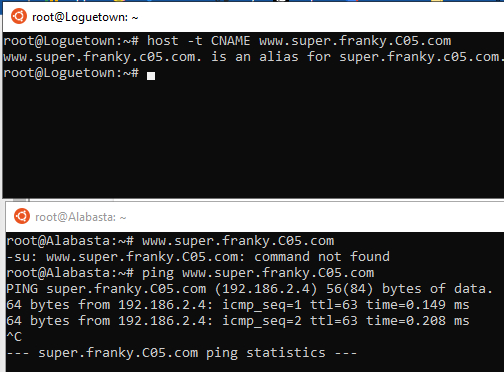 root@Loguetown: ~
root@Loguetown:~# host -t CNAME www.super.franky.C05.com
www.super.franky.c05.com. is an alias for super.franky.c05.com.
root@Loguetown:~#
root@Alabasta: ~
root@Alabasta:~# www.super.franky.C05.com
-su: www.super.franky.C05.com: command not found
root@Alabasta:~# ping www.super.franky.C05.com
PING super.franky.C05.com (192.186.2.4) 56(84) bytes of data.
64 bytes from 192.186.2.4: icmp_seq=1 ttl=63 time=0.149 ms
64 bytes from 192.186.2.4: icmp_seq=2 ttl=63 time=0.208 ms
^C
--- super.franky.C05.com ping statistics ---